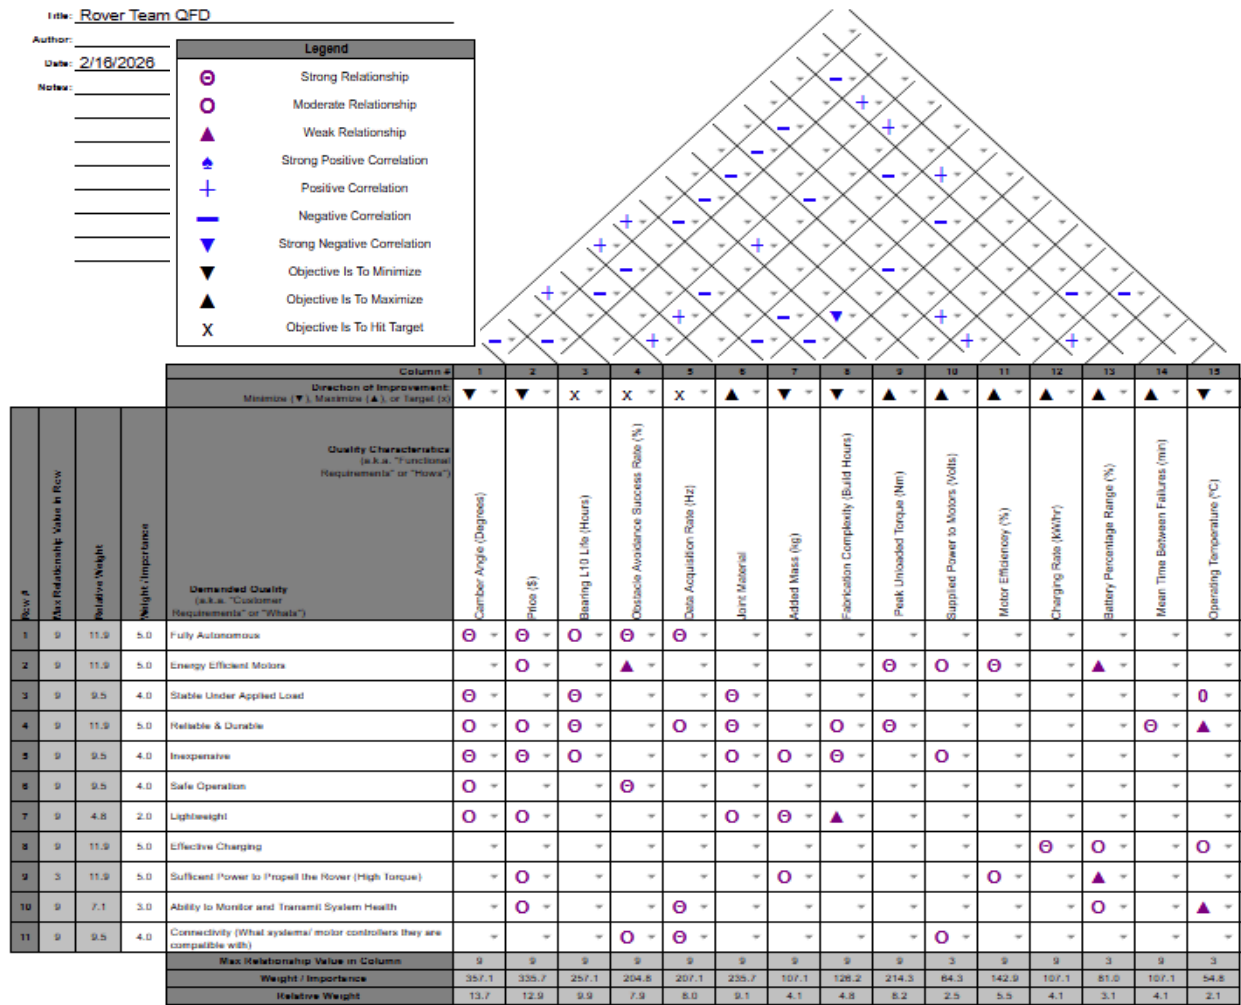 Title: Rover Team QFD
Author:
Date: 2/16/2026
Notes:
Legend
Strong Relationship
Moderate Relationship
Weak Relationship
Strong Positive Correlation
Positive Correlation
Negative Correlation
Strong Negative Correlation
Objective Is To Minimize
Objective Is To Maximize
X Objective Is To Hit Target
Column # 1 2 3 4 5 6 7 8 9 10 11 12 13 14 15
Direction of Improvement:
Minimize (▼), Maximize (▲), or Target (x) ▼ ▼ x x x ▲ ▼ ▼ ▲ ▲ ▲ ▲ ▲ ▲ ▼
Row #
Max Relationship Value in Row
Relative Weight
Weight / Importance
Quality Characteristics
(a.k.a. "Functional
Requirements" or "Hows")
Demanded Quality
(a.k.a. "Customer
Requirements" or "Whats")
Camber Angle (Degrees)
Price ($)
Bearing L10 Life (Hours)
Obstacle Avoidance Success Rate (%)
Data Acquisition Rate (Hz)
Joint Material
Added Mass (kg)
Fabrication Complexity (Build Hours)
Peak Unloaded Torque (Nm)
Supplied Power to Motors (Volts)
Motor Efficiencey (%)
Charging Rate (kW/hr)
Battery Percentage Range (%)
Mean Time Between Failures (min)
Operating Temperature (ºC)
1 9 11.9 5.0 Fully Autonomous Θ Θ O Θ Θ
2 9 11.9 5.0 Energy Efficient Motors O ▲ Θ O Θ ▲
3 9 9.5 4.0 Stable Under Applied Load Θ Θ Θ 0
4 9 11.9 5.0 Reliable & Durable O O Θ O Θ O Θ Θ ▲
5 9 9.5 4.0 Inexpensive Θ Θ O O O Θ O
6 9 9.5 4.0 Safe Operation O Θ
7 9 4.8 2.0 Lightweight O O O Θ ▲
8 9 11.9 5.0 Effective Charging Θ O O
9 3 11.9 5.0 Sufficent Power to Propell the Rover (High Torque) O O O ▲
10 9 7.1 3.0 Ability to Monitor and Transmit System Health O Θ O ▲
11 9 9.5 4.0 Connectivity (What systems/ motor controllers they are
compatible with) O Θ O
Max Relationship Value in Column 9 9 9 9 9 9 9 9 9 3 9 9 3 9 3
Weight / Importance 357.1 335.7 257.1 204.8 207.1 235.7 107.1 126.2 214.3 64.3 142.9 107.1 81.0 107.1 54.8
Relative Weight 13.7 12.9 9.9 7.9 8.0 9.1 4.1 4.8 8.2 2.5 5.5 4.1 3.1 4.1 2.1